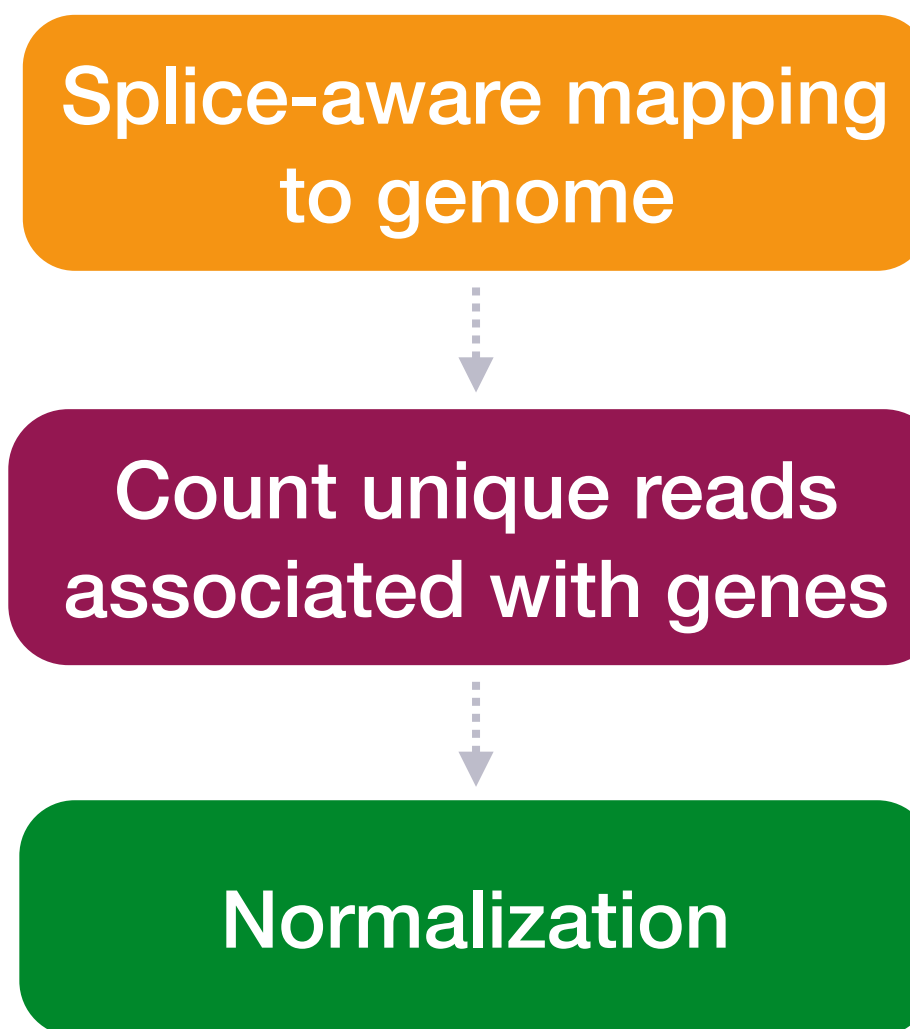 Splice-aware mapping
to genome
Count unique reads
associated with genes
Normalization